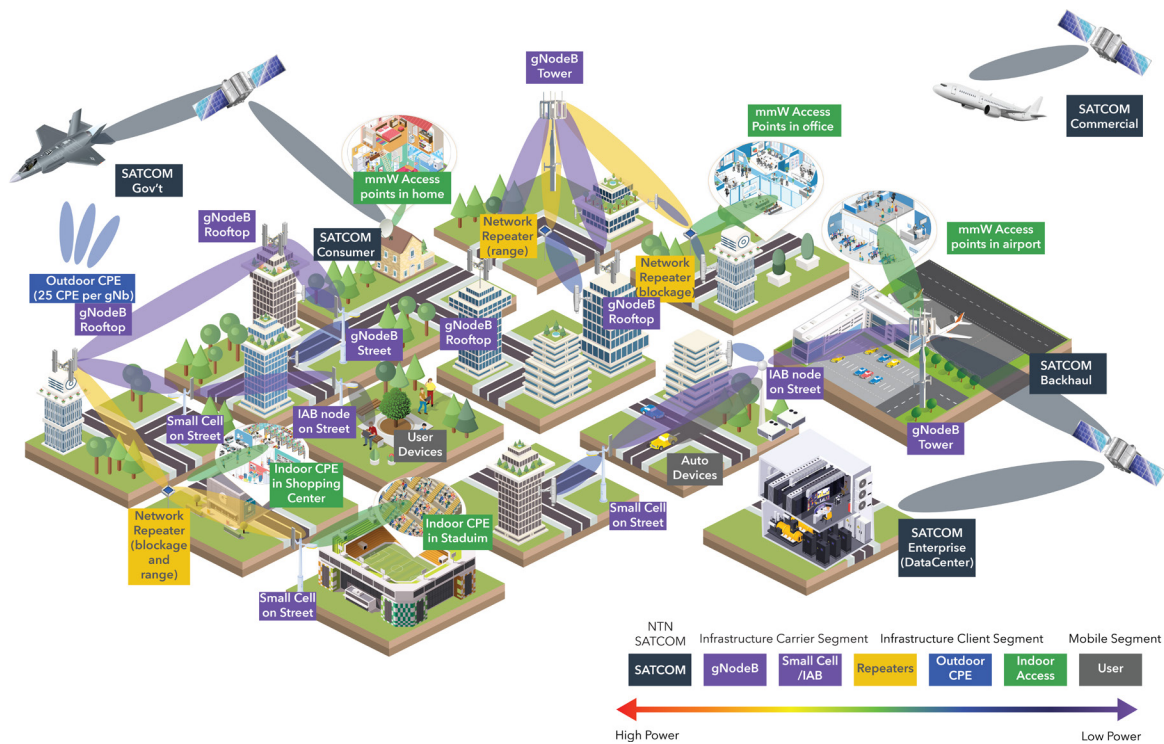 gNodeB
Tower
SATCOM
Commercial
mmW Access
Points in office
SATCOM
Gov't
mmW Access
points in home
gNodeB
Rooftop
SATCOM
Consumer
Network
Repeater
(range)
mmW Access
points in airport
Network
Repeater
(blockage)
Outdoor CPE
(25 CPE per gNb)
gNodeB
Rooftop
gNodeB
Rooftop
gNodeB
Street
gNodeB
Rooftop
IAB node
on Street
SATCOM
Backhaul
Small Cell
on Street
IAB node
on Street
User
Devices
gNodeB
Tower
Indoor CPE
in Shopping
Center
Auto
Devices
Indoor CPE
in Staduim
Small Cell
on Street
Network
Repeater
(blockage
and
range)
SATCOM
Enterprise
(DataCenter)
Small Cell
on Street
NTN
SATCOM
Infrastructure Carrier Segment
Infrastructure Client Segment
Mobile Segment
SATCOM
gNodeB
Small Cell
/IAB
Repeaters
Outdoor
CPE
Indoor
Access
User
High Power
Low Power